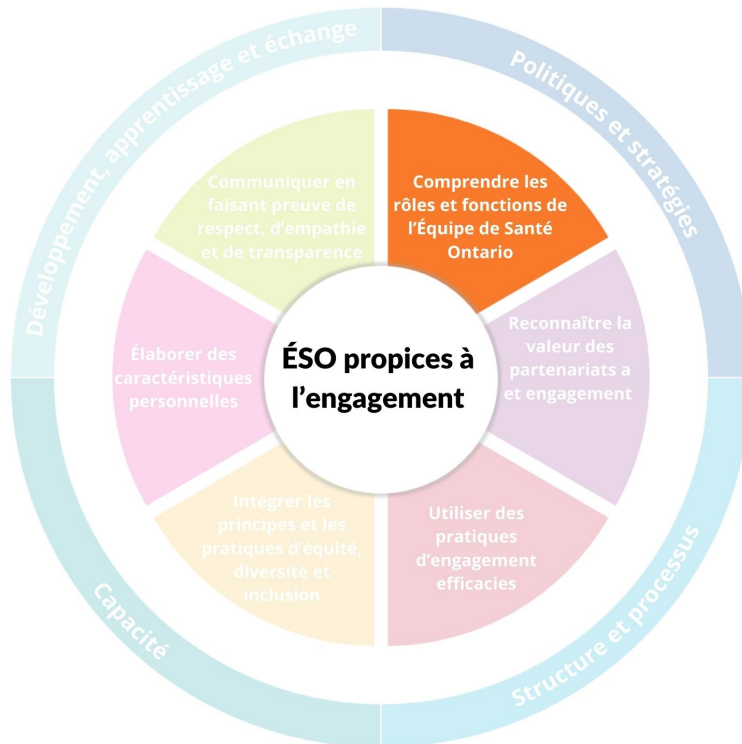 Développement, apprentissage et échange
Politiques et stratégies
Communiquer en
faisant preuve de
respect, d'empathie
et de transparence
Comprendre les
rôles et fonctions de
l'Équipe de Santé
Ontario
Élaborer des
caractéristiques
personnelles
ÉSO propices à
l'engagement
Reconnaître la
valeur des
partenariats a
et engagement
Intégrer les
principes et les
pratiques d'équité,
diversité et
inclusion
Utiliser des
pratiques
d'engagement
efficacies
Capacité
Structure et processus